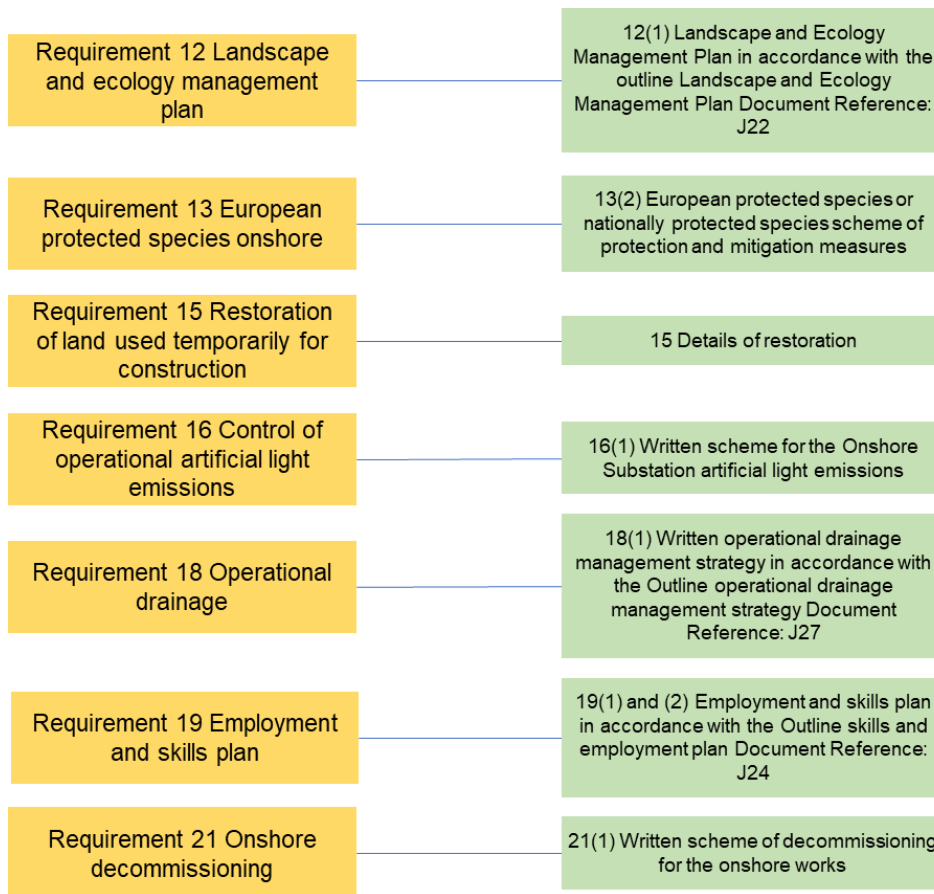 Requirement 12 Landscape
and ecology management
plan
12(1) Landscape and Ecology
Management Plan in accordance with the
outline Landscape and Ecology
Management Plan Document Reference:
J22
Requirement 13 European
protected species onshore
13(2) European protected species or
nationally protected species scheme of
protection and mitigation measures
Requirement 15 Restoration
of land used temporarily for
construction
15 Details of restoration
Requirement 16 Control of
operational artificial light
emissions
16(1) Written scheme for the Onshore
Substation artificial light emissions
Requirement 18 Operational
drainage
18(1) Written operational drainage
management strategy in accordance with
the Outline operational drainage
management strategy Document
Reference: J27
Requirement 19 Employment
and skills plan
19(1) and (2) Employment and skills plan
in accordance with the Outline skills and
employment plan Document Reference:
J24
Requirement 21 Onshore
decommissioning
21(1) Written scheme of decommissioning
for the onshore works